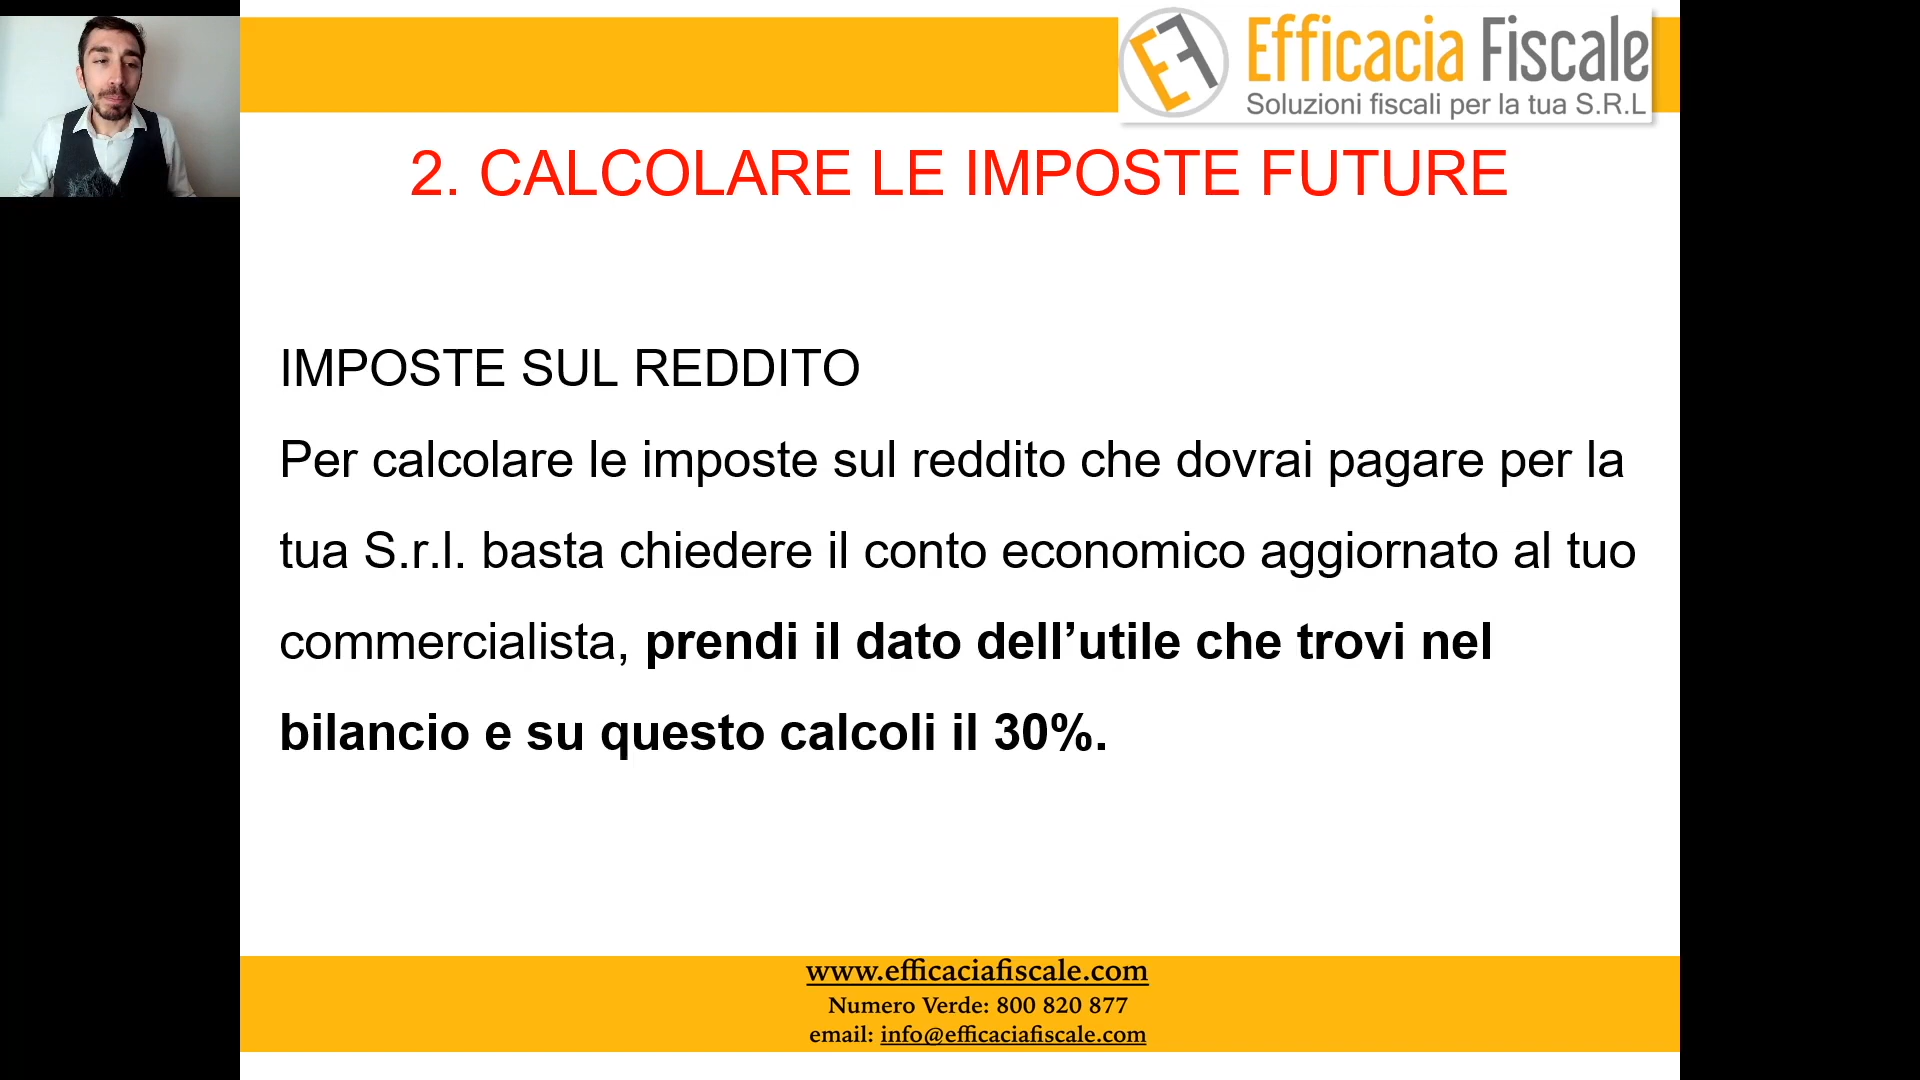 EF Efficacia Fiscale
Soluzioni fiscali per la tua S.R.L
2. CALCOLARE LE IMPOSTE FUTURE
IMPOSTE SUL REDDITO
Per calcolare le imposte sul reddito che dovrai pagare per la
tua S.r.l. basta chiedere il conto economico aggiornato al tuo
commercialista, prendi il dato dell’utile che trovi nel
bilancio e su questo calcoli il 30%.
www.efficaciafiscale.com
Numero Verde: 800 820 877
email: info@efficaciafiscale.com